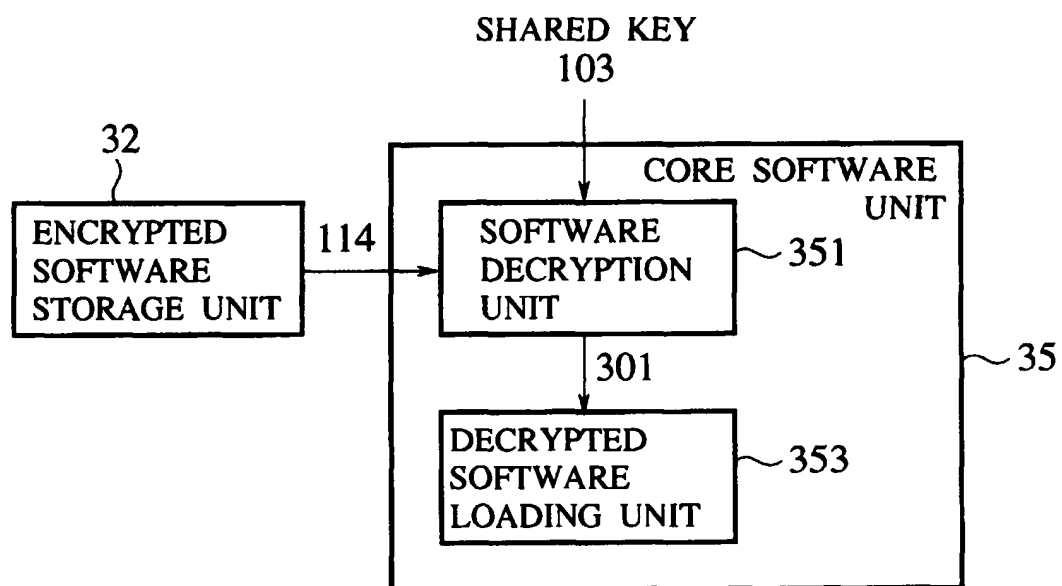 SHARED KEY
103
32
CORE SOFTWARE
UNIT
ENCRYPTED
SOFTWARE
STORAGE UNIT
114
SOFTWARE
DECRYPTION
UNIT
351
301
35
DECRYPTED
SOFTWARE
LOADING UNIT
353